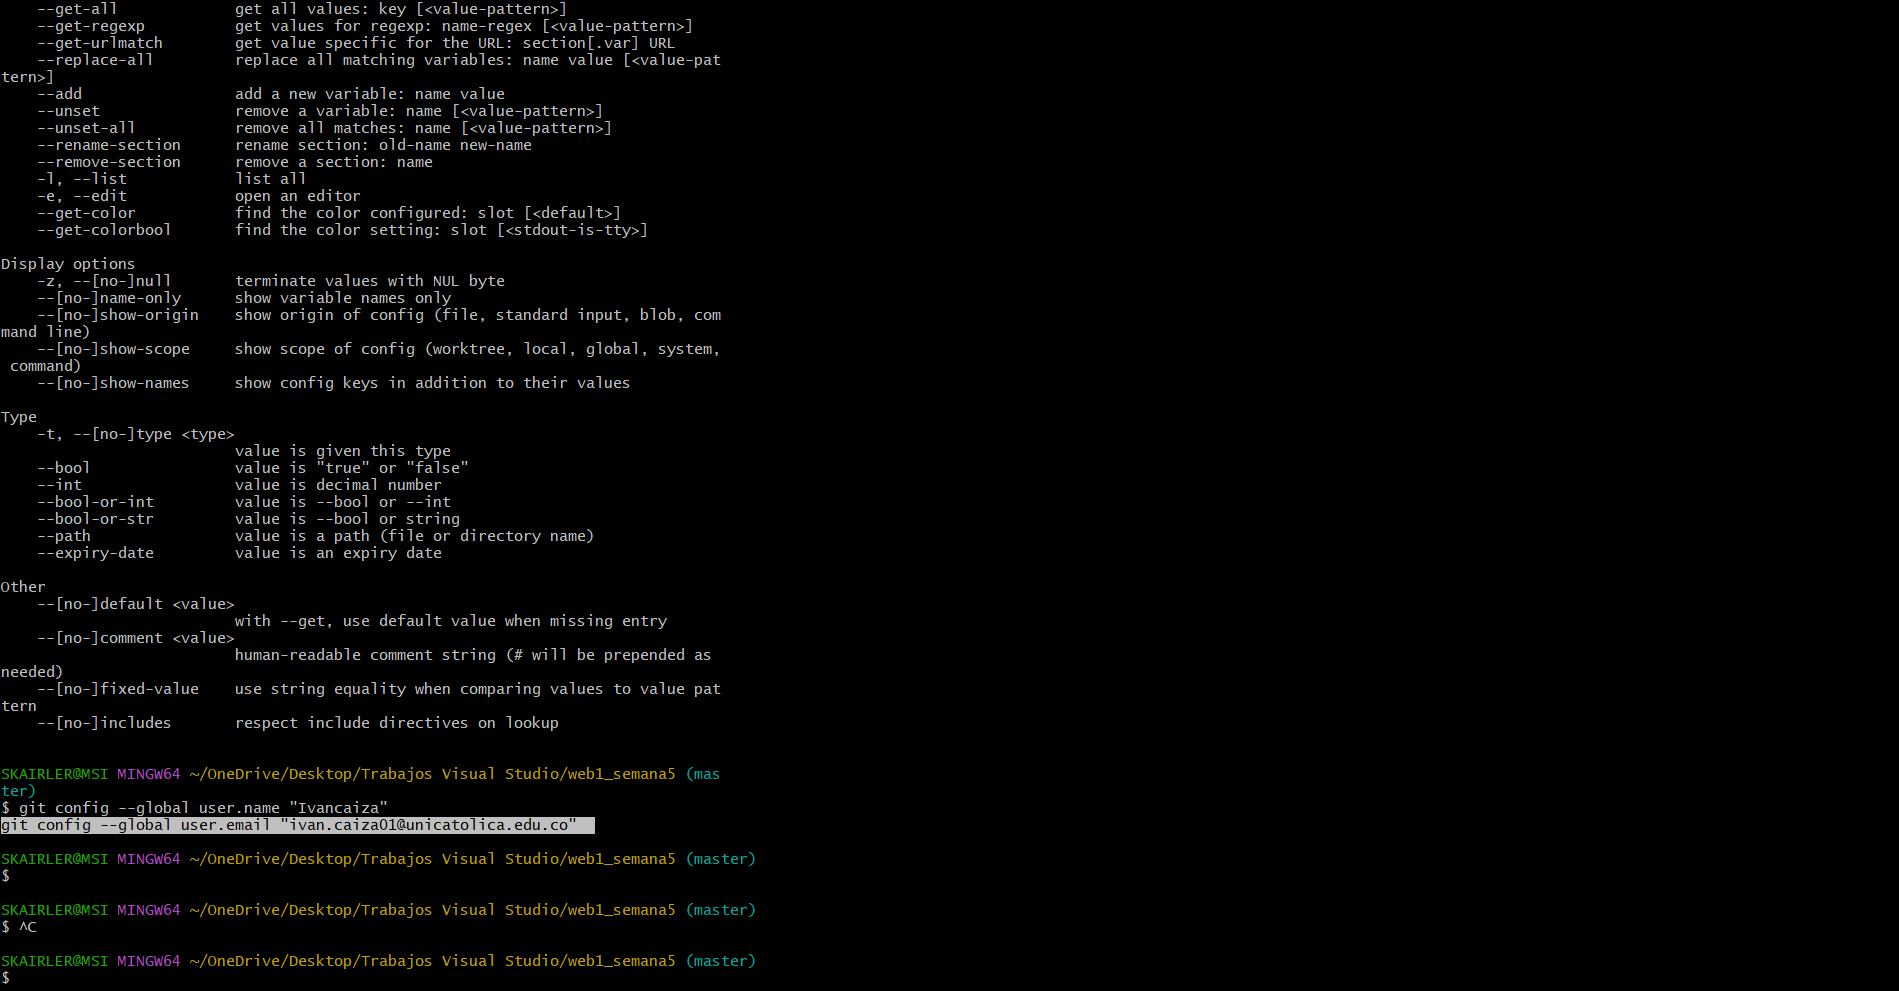 --get-all             get all values: key [<value-pattern>]
    --get-regexp          get values for regexp: name-regex [<value-pattern>]
    --get-urlmatch        get value specific for the URL: section[.var] URL
    --replace-all         replace all matching variables: name value [<value-pat
tern>]
    --add                 add a new variable: name value
    --unset               remove a variable: name [<value-pattern>]
    --unset-all           remove all matches: name [<value-pattern>]
    --rename-section      rename section: old-name new-name
    --remove-section      remove a section: name
    -l, --list            list all
    -e, --edit            open an editor
    --get-color           find the color configured: slot [<default>]
    --get-colorbool       find the color setting: slot [<stdout-is-tty>]

Display options
    -z, --[no-]null       terminate values with NUL byte
    --[no-]name-only      show variable names only
    --[no-]show-origin    show origin of config (file, standard input, blob, com
mand line)
    --[no-]show-scope     show scope of config (worktree, local, global, system,
 command)
    --[no-]show-names     show config keys in addition to their values

Type
    -t, --[no-]type <type>
                          value is given this type
    --bool                value is "true" or "false"
    --int                 value is decimal number
    --bool-or-int         value is --bool or --int
    --bool-or-str         value is --bool or string
    --path                value is a path (file or directory name)
    --expiry-date         value is an expiry date

Other
    --[no-]default <value>
                          with --get, use default value when missing entry
    --[no-]comment <value>
                          human-readable comment string (# will be prepended as
needed)
    --[no-]fixed-value    use string equality when comparing values to value pat
tern
    --[no-]includes       respect include directives on lookup

SKAIRLER@MSI MINGW64 ~/OneDrive/Desktop/Trabajos Visual Studio/web1_semana5 (mas
ter)
$ git config --global user.name "Ivancaiza"
git config --global user.email "ivan.caiza01@unicatolica.edu.co"

SKAIRLER@MSI MINGW64 ~/OneDrive/Desktop/Trabajos Visual Studio/web1_semana5 (master)
$

SKAIRLER@MSI MINGW64 ~/OneDrive/Desktop/Trabajos Visual Studio/web1_semana5 (master)
$ ^C

SKAIRLER@MSI MINGW64 ~/OneDrive/Desktop/Trabajos Visual Studio/web1_semana5 (master)
$